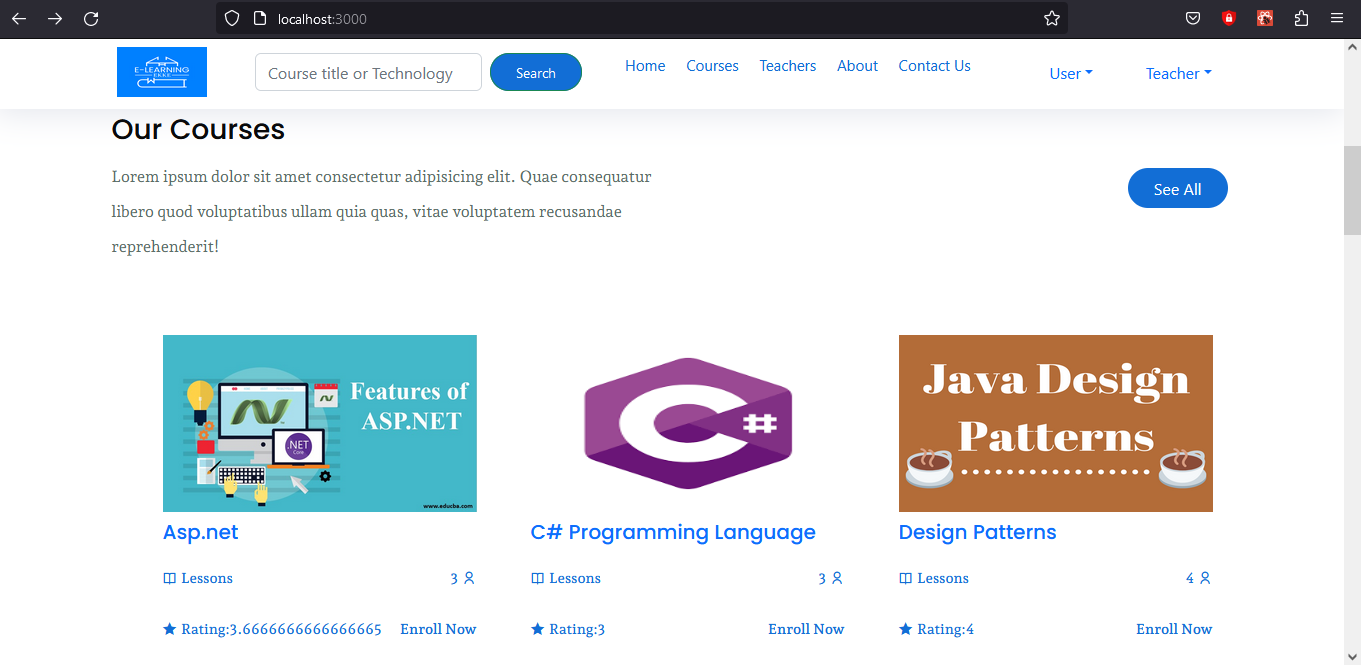 localhost:3000
E-LEARNING
EKKE
Course title or Technology
Search
Home
Courses
Teachers
About
Contact Us
User
Teacher
Our Courses
Lorem ipsum dolor sit amet consectetur adipisicing elit. Quae consequatur
libero quod voluptatibus ullam quia quas, vitae voluptatem recusandae
reprehenderit!
See All
Features of
ASP.NET
.NET
Core
www.educba.com
C#
Java Design
Patterns
Asp.net
C# Programming Language
Design Patterns
Lessons
3
Lessons
3
Lessons
4
Rating:3.6666666666666665
Enroll Now
Rating:3
Enroll Now
Rating:4
Enroll Now